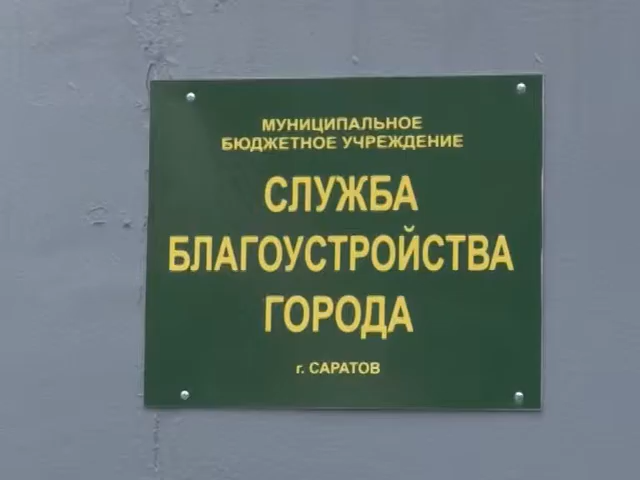 МУНИЦИПАЛЬНОЕ
БЮДЖЕТНОЕ УЧРЕЖДЕНИЕ
СЛУЖБА
БЛАГОУСТРОЙСТВА
ГОРОДА
г. САРАТОВ